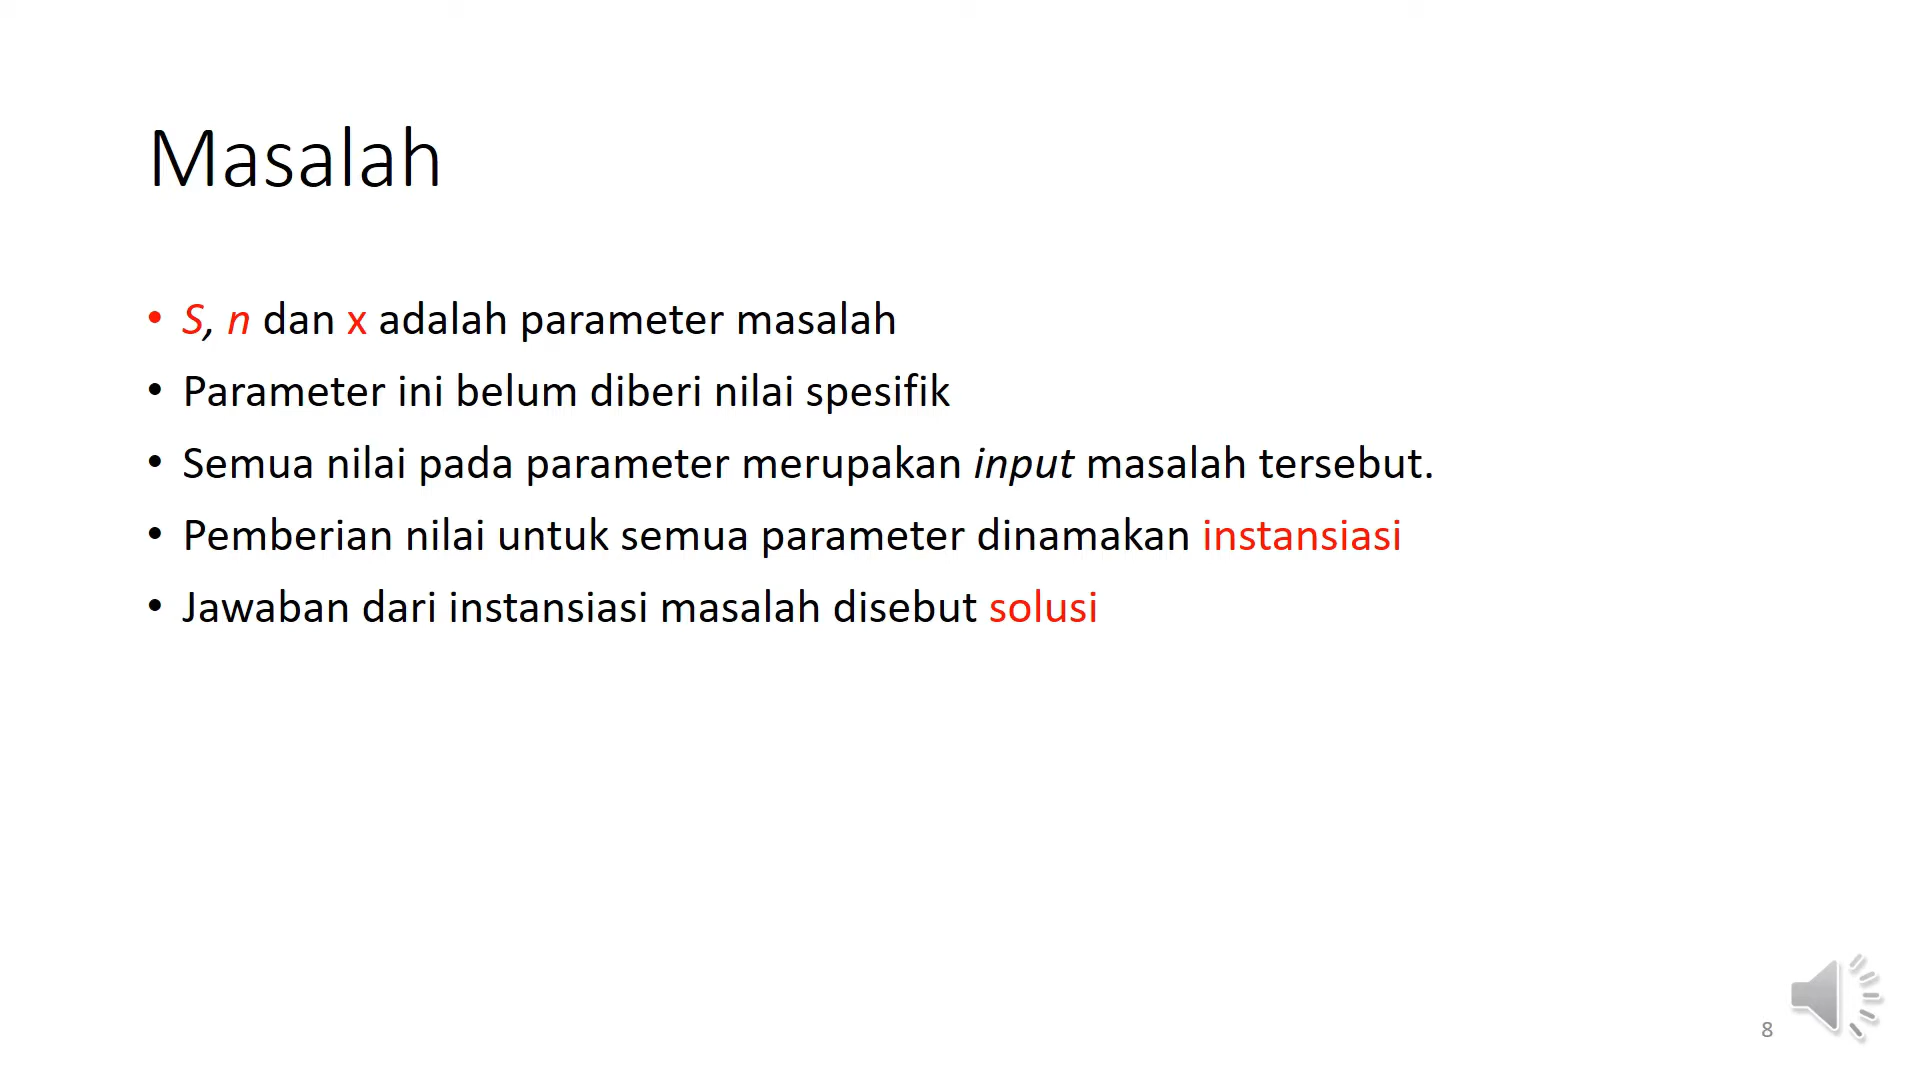 Masalah
• S, n dan x adalah parameter masalah
• Parameter ini belum diberi nilai spesifik
• Semua nilai pada parameter merupakan input masalah tersebut.
• Pemberian nilai untuk semua parameter dinamakan instansiasi
• Jawaban dari instansiasi masalah disebut solusi
8